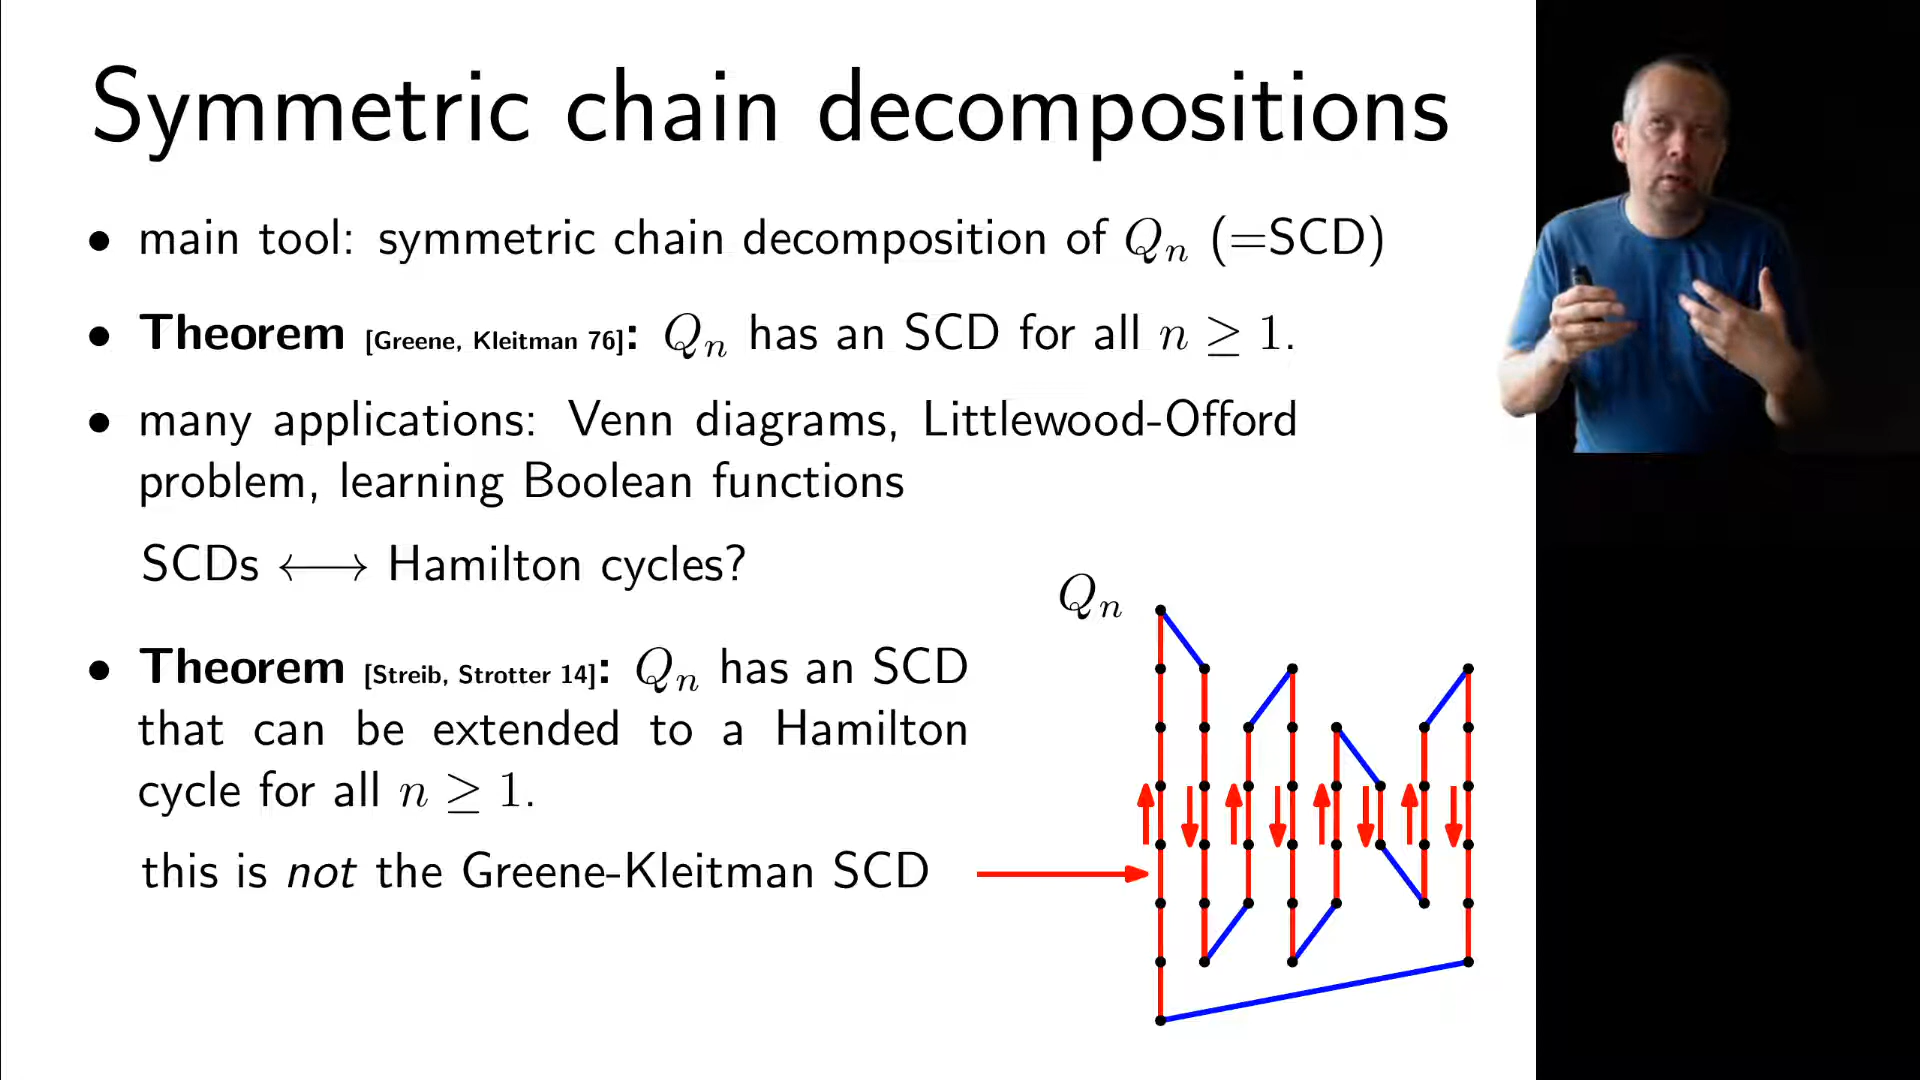 Symmetric chain decompositions
• main tool: symmetric chain decomposition of Qₙ (=SCD)
• Theorem [Greene, Kleitman 76]: Qₙ has an SCD for all n ≥ 1.
• many applications: Venn diagrams, Littlewood-Offord
problem, learning Boolean functions
SCDs ⟷ Hamilton cycles?
Qₙ
• Theorem [Streib, Strotter 14]: Qₙ has an SCD
that can be extended to a Hamilton
cycle for all n ≥ 1.
this is not the Greene-Kleitman SCD